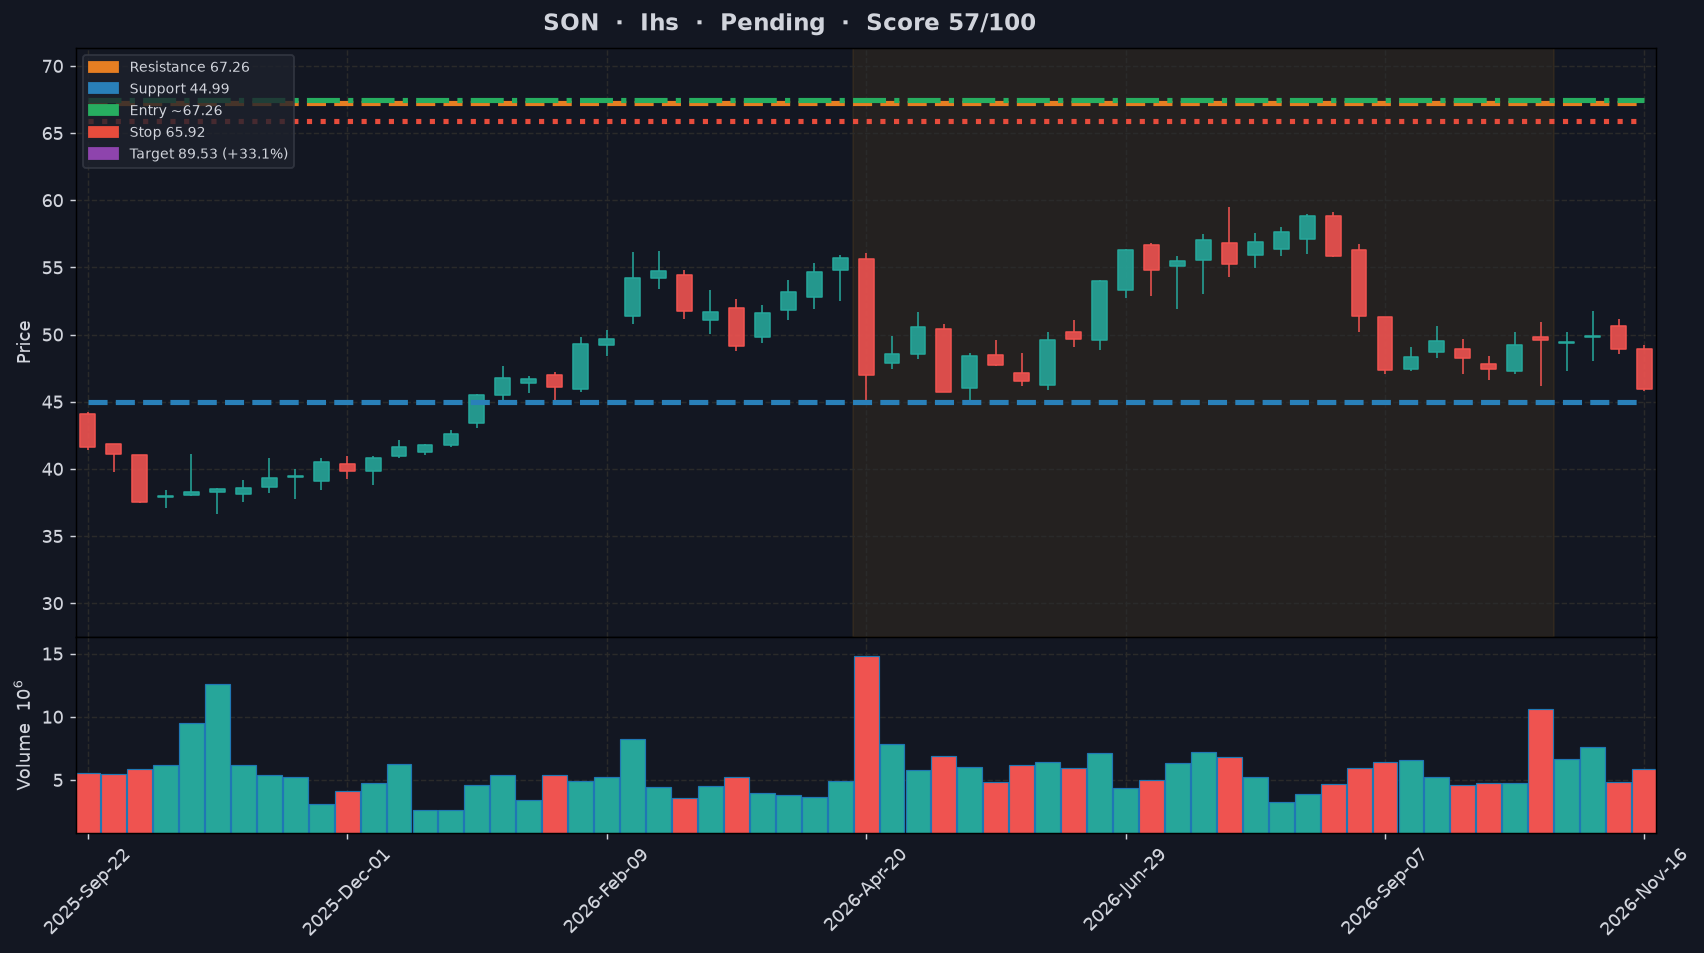 SON · Ihs · Pending · Score 57/100
Resistance 67.26
Support 44.99
Entry ~67.26
Stop 65.92
Target 89.53 (+33.1%)
Price
70
65
60
55
50
45
40
35
30
Volume 10⁶
15
10
5
2025-Sep-22
2025-Dec-01
2026-Feb-09
2026-Apr-20
2026-Jun-29
2026-Sep-07
2026-Nov-16